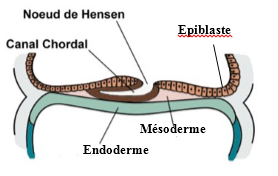 Noeud de Hensen
Epiblaste
Canal Chordal
Mésoderme
Endoderme